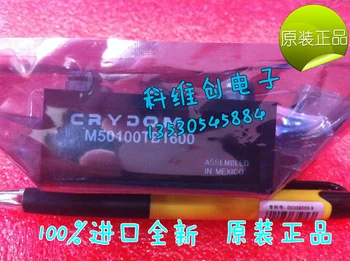 原装正品
科维创电子
CRYDOM
13530545884
M50100TB1600
ASSEMBLED
IN MEXICO
100%进口全新 原装正品